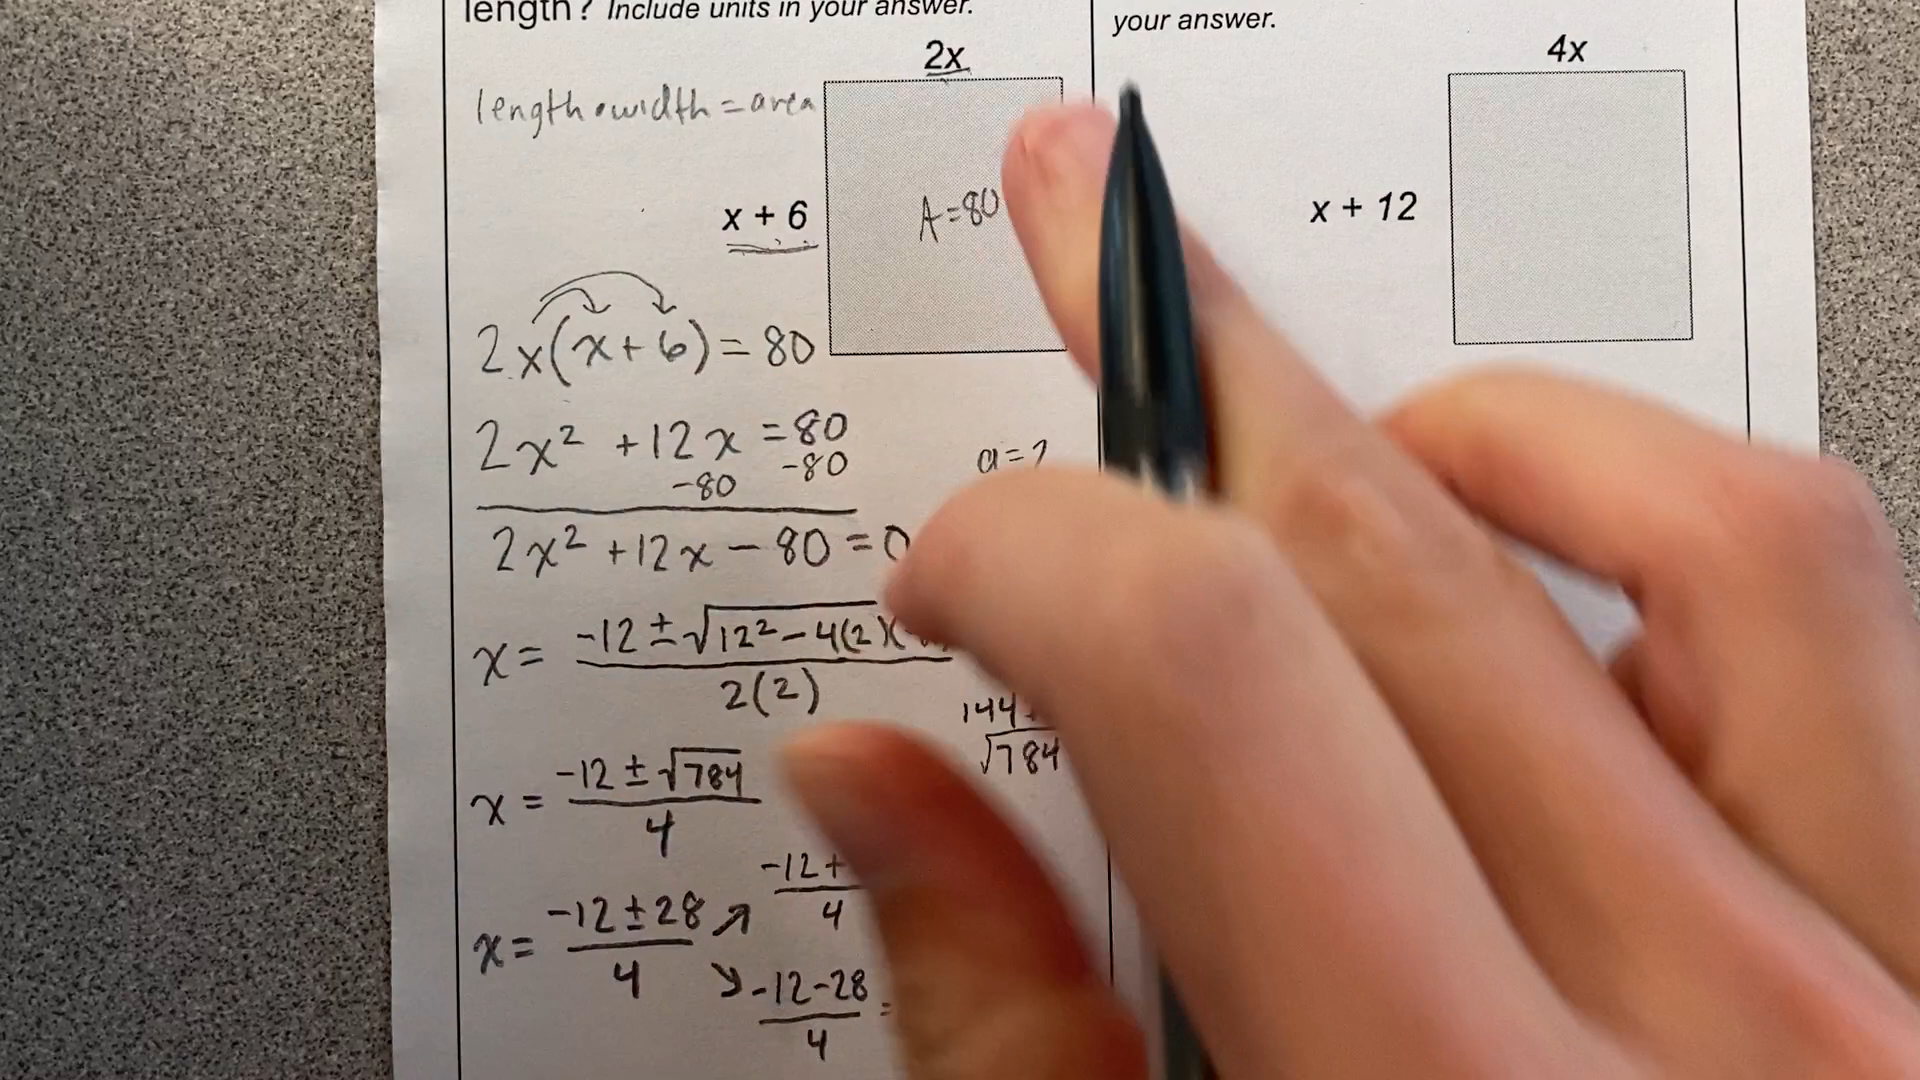 length? Include units in your answer.
2x
length • width = area
x + 6
A=80
2x(x+6)=80
2x² +12x =80
-80 -80
a=2
2x² +12x - 80 = 0
x = -12 ± √12² - 4(2)(
2(2)
144+
√784
x = -12 ± √784
4
x = -12 ± 28
4
-12 +
4
-12-28 =
4
your answer.
4x
x + 12